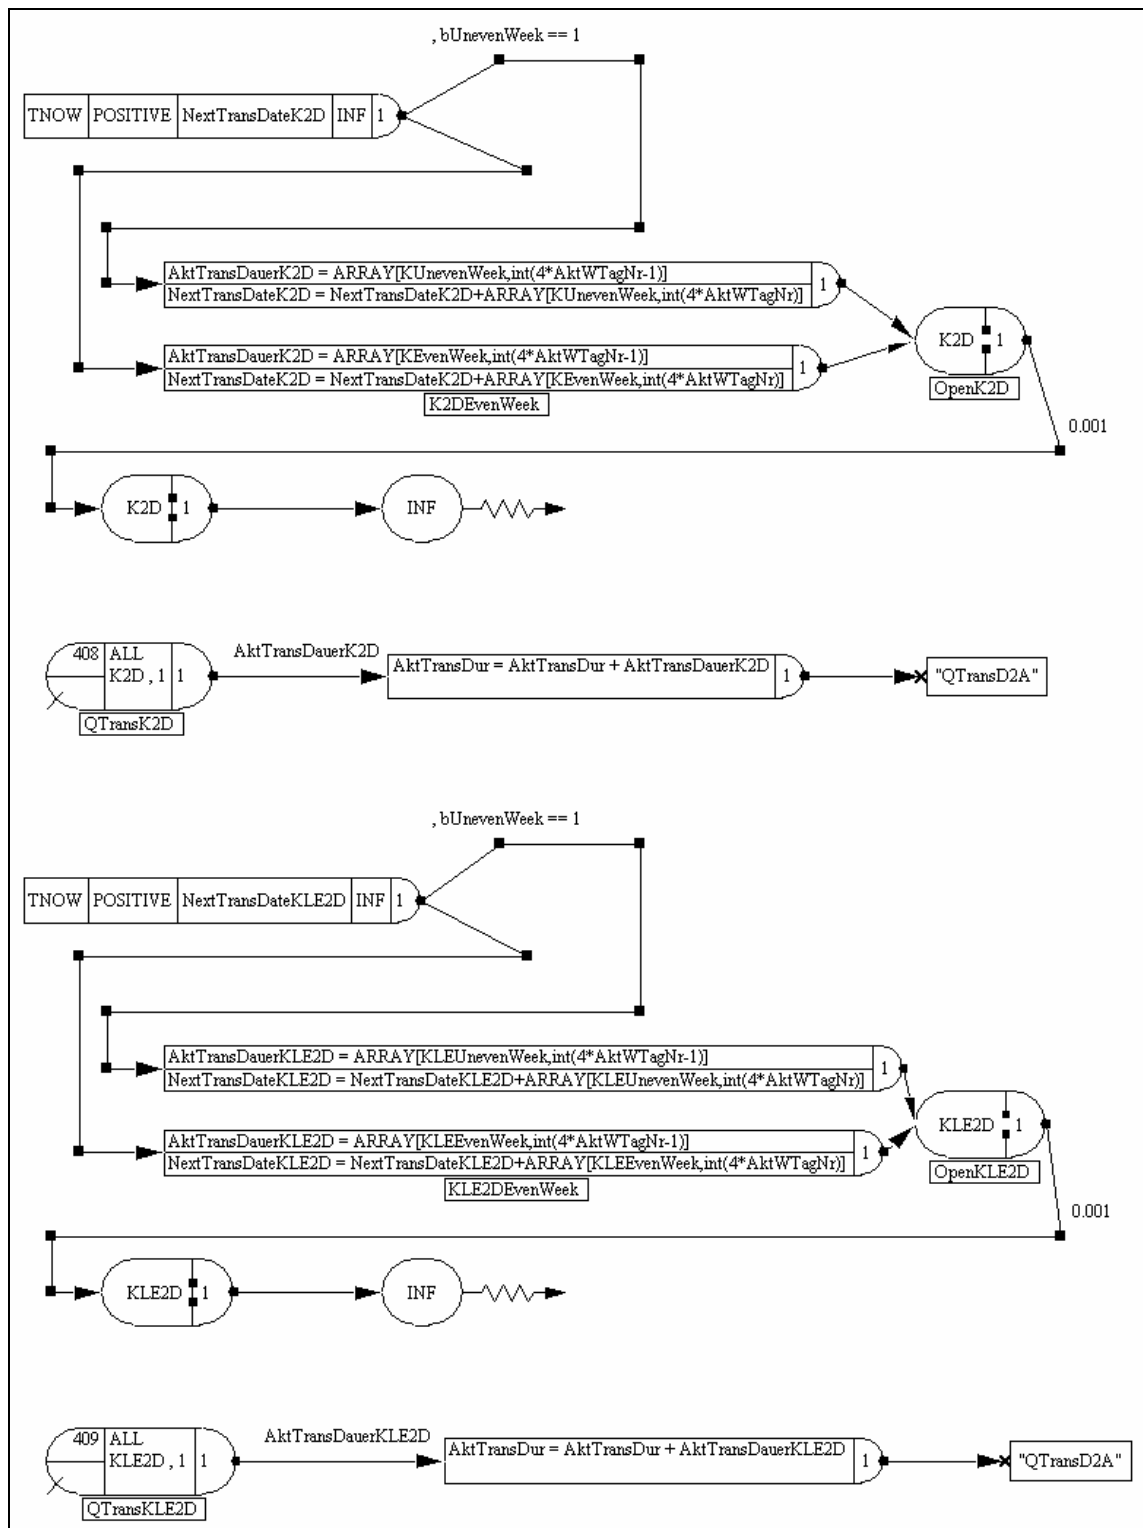 , bUnevenWeek == 1
TNOW POSITIVE NextTransDateK2D INF 1
AktTransDauerK2D = ARRAY[KUnevenWeek,int(4*AktWTagNr-1)]
NextTransDateK2D = NextTransDateK2D+ARRAY[KUnevenWeek,int(4*AktWTagNr)]
1
K2D 1
OpenK2D
AktTransDauerK2D = ARRAY[KEvenWeek,int(4*AktWTagNr-1)]
NextTransDateK2D = NextTransDateK2D+ARRAY[KEvenWeek,int(4*AktWTagNr)]
1
K2DEvenWeek
0.001
K2D 1
INF
408 ALL
K2D , 1 1
QTransK2D
AktTransDauerK2D
AktTransDur = AktTransDur + AktTransDauerK2D
1
"QTransD2A"
, bUnevenWeek == 1
TNOW POSITIVE NextTransDateKLE2D INF 1
AktTransDauerKLE2D = ARRAY[KLEUnevenWeek,int(4*AktWTagNr-1)]
NextTransDateKLE2D = NextTransDateKLE2D+ARRAY[KLEUnevenWeek,int(4*AktWTagNr)]
1
KLE2D 1
OpenKLE2D
AktTransDauerKLE2D = ARRAY[KLEEvenWeek,int(4*AktWTagNr-1)]
NextTransDateKLE2D = NextTransDateKLE2D+ARRAY[KLEEvenWeek,int(4*AktWTagNr)]
1
KLE2DEvenWeek
0.001
KLE2D 1
INF
409 ALL
KLE2D , 1 1
QTransKLE2D
AktTransDauerKLE2D
AktTransDur = AktTransDur + AktTransDauerKLE2D
1
"QTransD2A"